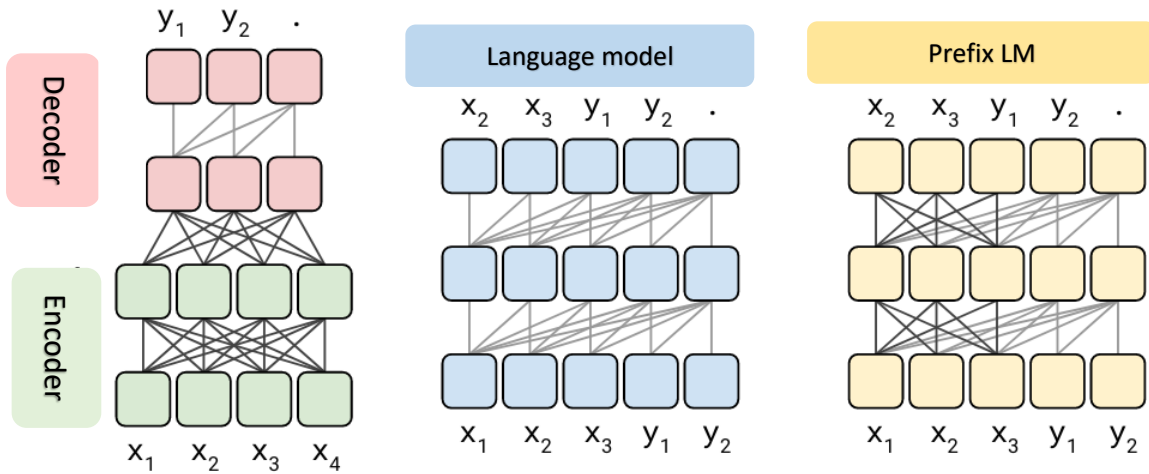 y₁ y₂ .
Decoder
Encoder
x₁ x₂ x₃ x₄
Language model
x₂ x₃ y₁ y₂ .
x₁ x₂ x₃ y₁ y₂
Prefix LM
x₂ x₃ y₁ y₂ .
x₁ x₂ x₃ y₁ y₂